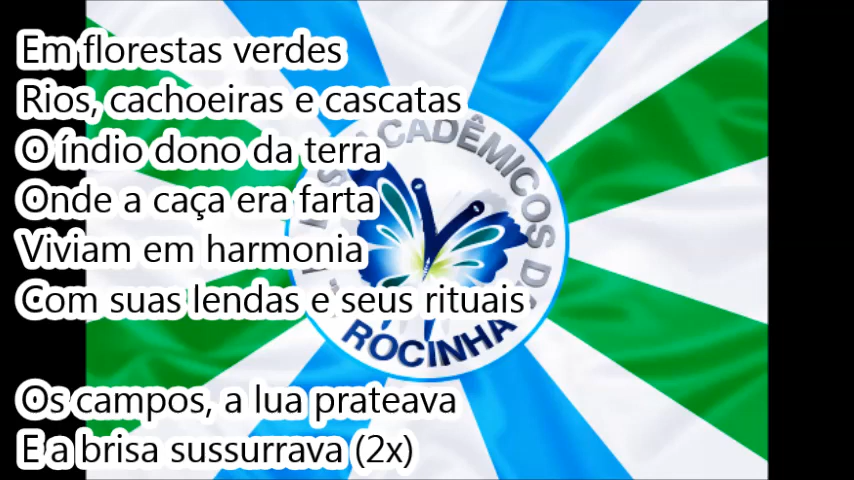 Em florestas verdes
Rios, cachoeiras e cascatas
O índio dono da terra
Onde a caça era farta
Viviam em harmonia
Com suas lendas e seus rituais
Os campos, a lua prateava
E a brisa sussurrava (2x)
ACADÊMICOS
ROCINHA